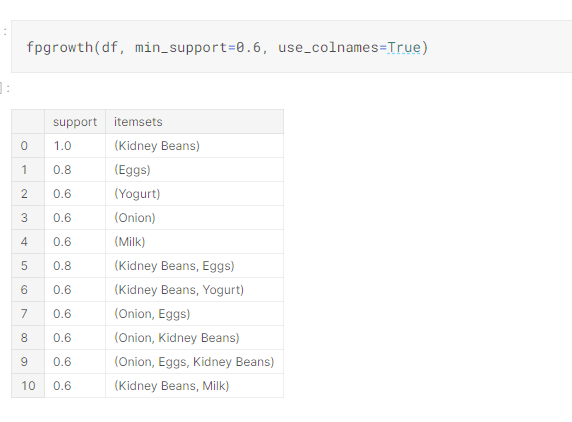 :
fpgrowth(df, min_support=0.6, use_colnames=True)
]:
support itemsets
0 1.0 (Kidney Beans)
1 0.8 (Eggs)
2 0.6 (Yogurt)
3 0.6 (Onion)
4 0.6 (Milk)
5 0.8 (Kidney Beans, Eggs)
6 0.6 (Kidney Beans, Yogurt)
7 0.6 (Onion, Eggs)
8 0.6 (Onion, Kidney Beans)
9 0.6 (Onion, Eggs, Kidney Beans)
10 0.6 (Kidney Beans, Milk)